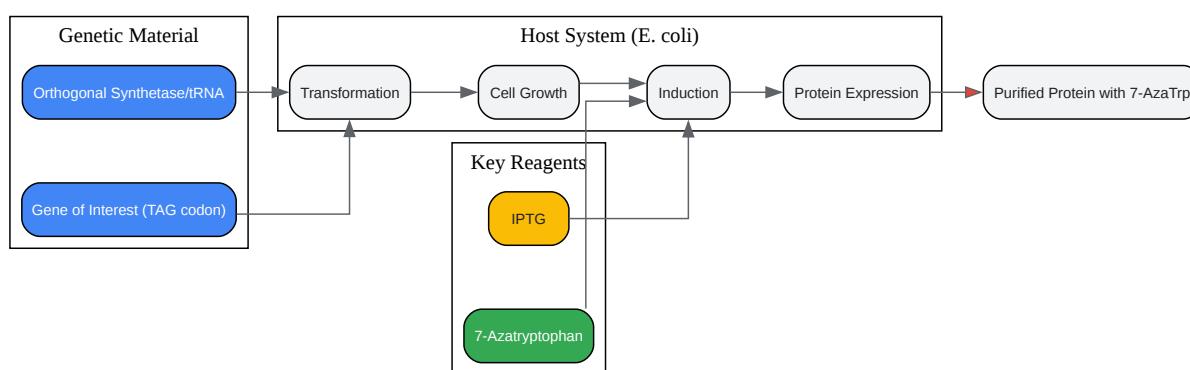 Genetic Material
Host System (E. coli)
Orthogonal Synthetase/tRNA
Transformation
Cell Growth
Induction
Protein Expression
Purified Protein with 7-AzaTrp
Key Reagents
Gene of Interest (TAG codon)
IPTG
7-Azatryptophan